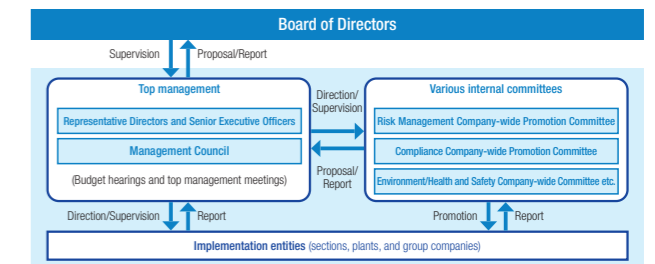 Board of Directors
Supervision
Proposal/Report
Top management
Representative Directors and Senior Executive Officers
Management Council
(Budget hearings and top management meetings)
Direction/
Supervision
Proposal/
Report
Various internal committees
Risk Management Company-wide Promotion Committee
Compliance Company-wide Promotion Committee
Environment/Health and Safety Company-wide Committee etc.
Direction/Supervision
Report
Promotion
Report
Implementation entities (sections, plants, and group companies)